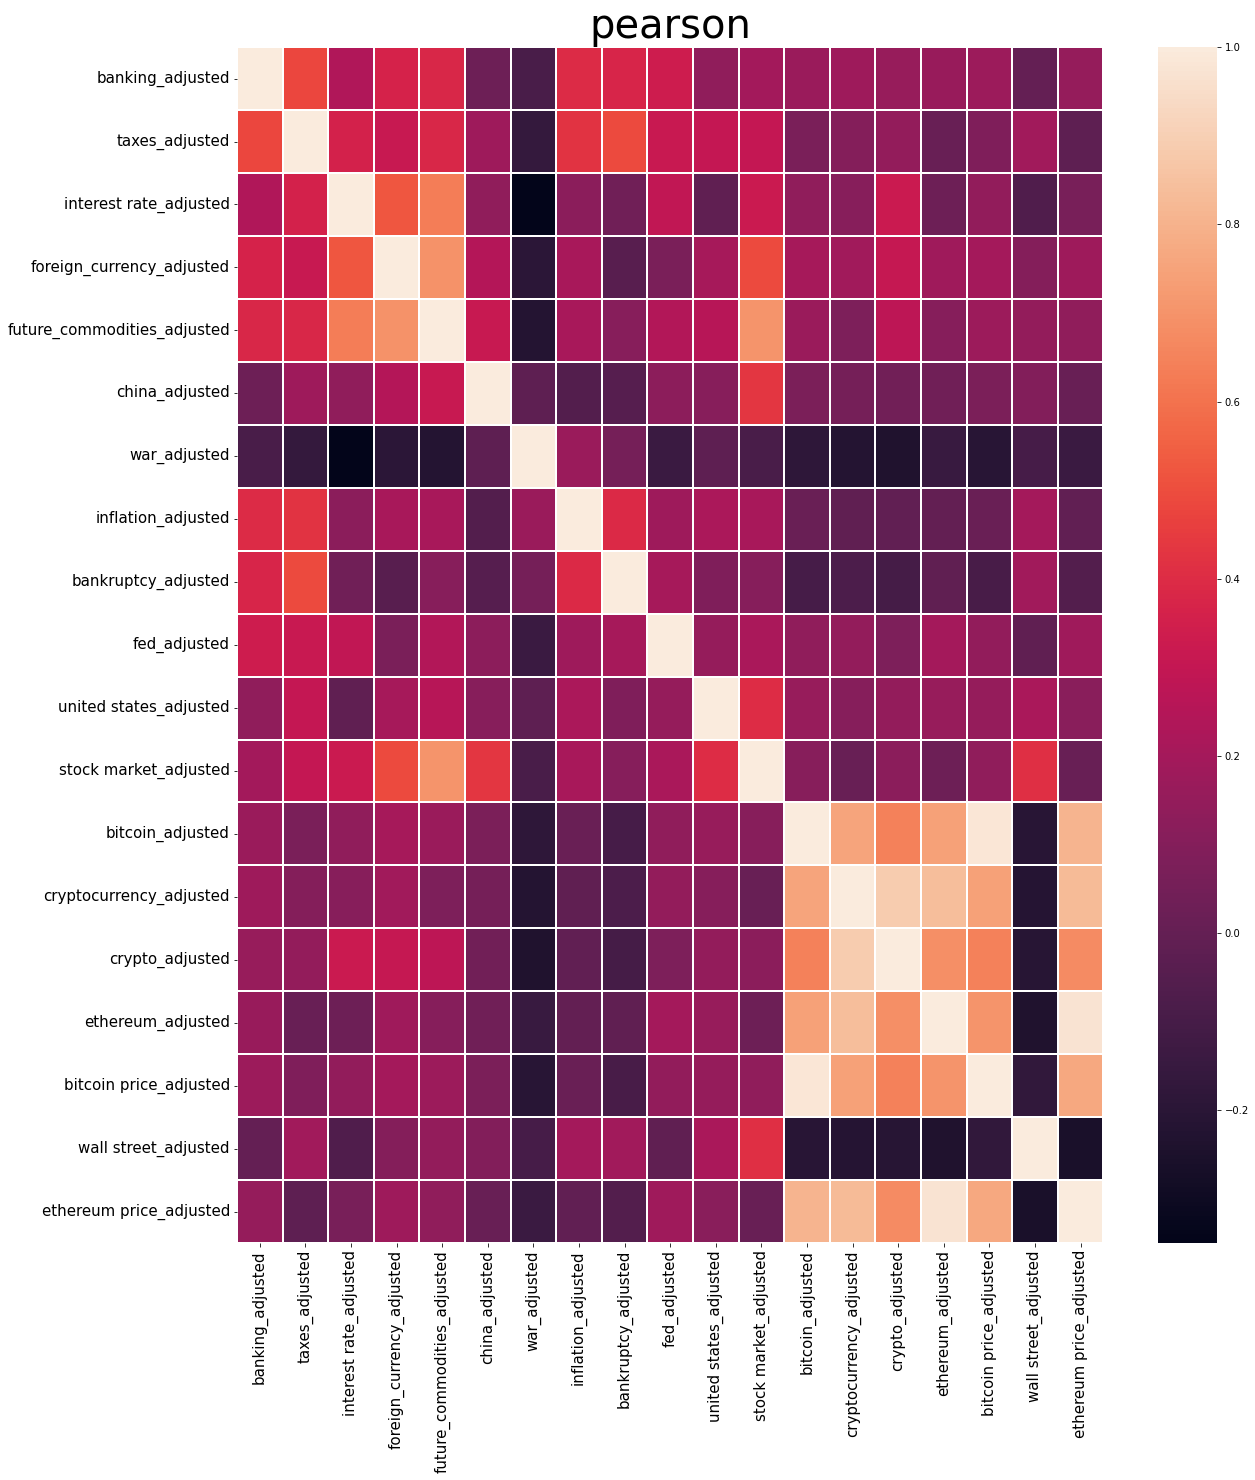 pearson
banking_adjusted
taxes_adjusted
interest rate_adjusted
foreign_currency_adjusted
future_commodities_adjusted
china_adjusted
war_adjusted
inflation_adjusted
bankruptcy_adjusted
fed_adjusted
united states_adjusted
stock market_adjusted
bitcoin_adjusted
cryptocurrency_adjusted
crypto_adjusted
ethereum_adjusted
bitcoin price_adjusted
wall street_adjusted
ethereum price_adjusted
banking_adjusted
taxes_adjusted
interest rate_adjusted
foreign_currency_adjusted
future_commodities_adjusted
china_adjusted
war_adjusted
inflation_adjusted
bankruptcy_adjusted
fed_adjusted
united states_adjusted
stock market_adjusted
bitcoin_adjusted
cryptocurrency_adjusted
crypto_adjusted
ethereum_adjusted
bitcoin price_adjusted
wall street_adjusted
ethereum price_adjusted
1.0
0.8
0.6
0.4
0.2
0.0
−0.2